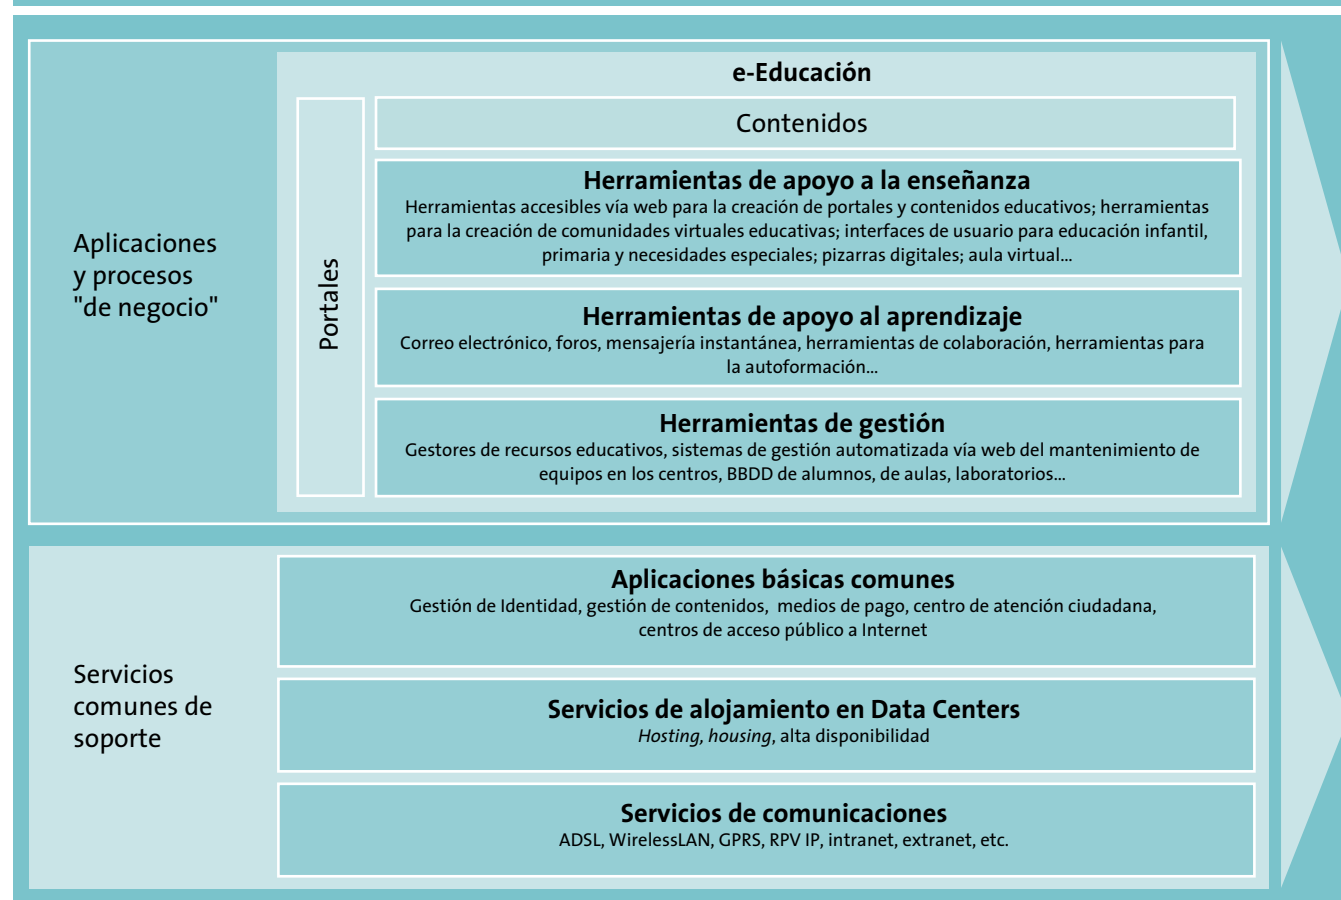 e-Educación
Contenidos
Portales
Aplicaciones
y procesos
"de negocio"
Herramientas de apoyo a la enseñanza
Herramientas accesibles vía web para la creación de portales y contenidos educativos; herramientas
para la creación de comunidades virtuales educativas; interfaces de usuario para educación infantil,
primaria y necesidades especiales; pizarras digitales; aula virtual...
Herramientas de apoyo al aprendizaje
Correo electrónico, foros, mensajería instantánea, herramientas de colaboración, herramientas para
la autoformación...
Herramientas de gestión
Gestores de recursos educativos, sistemas de gestión automatizada vía web del mantenimiento de
equipos en los centros, BBDD de alumnos, de aulas, laboratorios...
Servicios
comunes de
soporte
Aplicaciones básicas comunes
Gestión de Identidad, gestión de contenidos, medios de pago, centro de atención ciudadana,
centros de acceso público a Internet
Servicios de alojamiento en Data Centers
Hosting, housing, alta disponibilidad
Servicios de comunicaciones
ADSL, WirelessLAN, GPRS, RPV IP, intranet, extranet, etc.